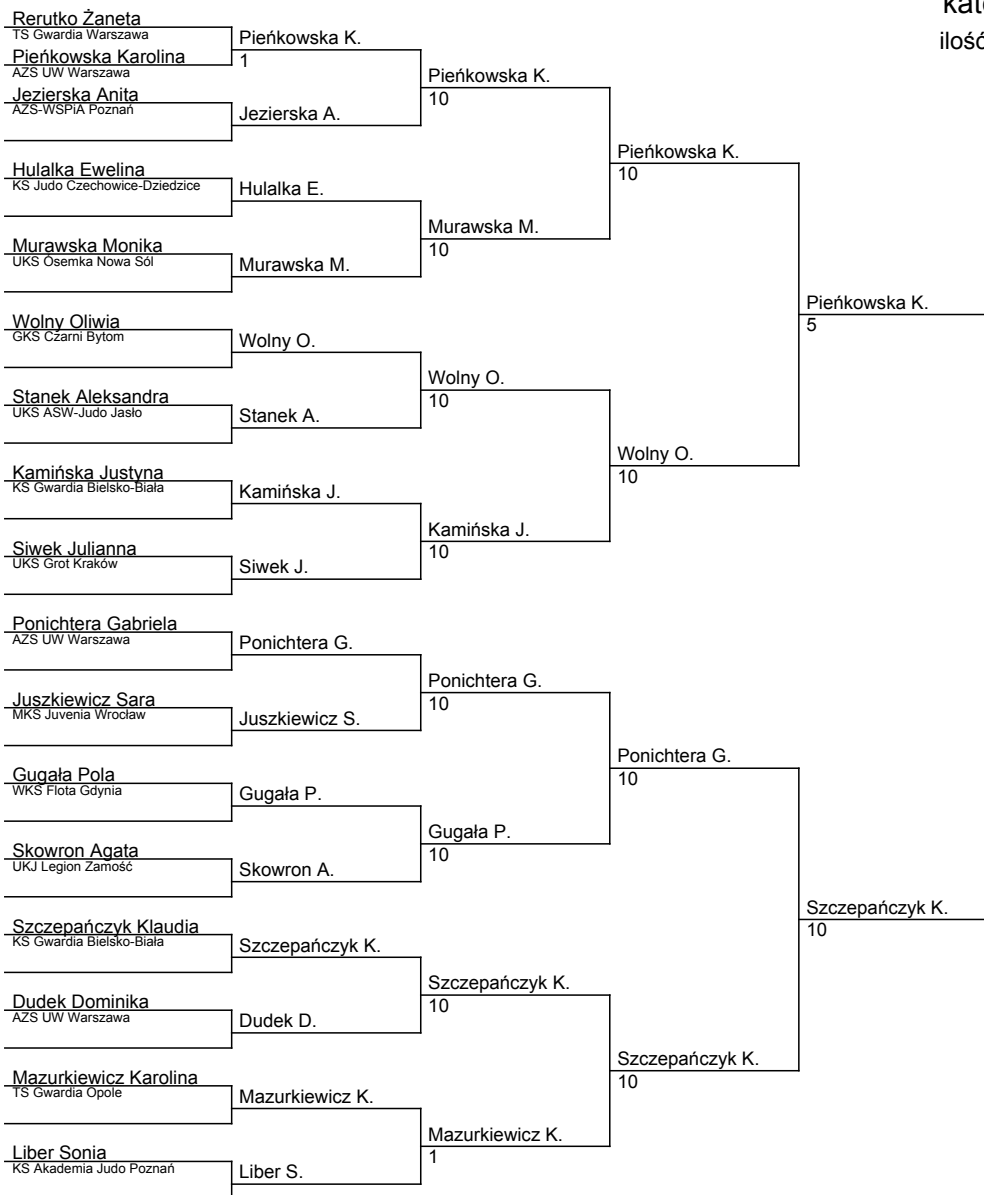 Rerutko Żaneta
TS Gwardia Warszawa
Pieńkowska Karolina
AZS UW Warszawa
Jezierska Anita
AZS-WSPiA Poznań
Hulalka Ewelina
KS Judo Czechowice-Dziedzice
Murawska Monika
UKS Ósemka Nowa Sól
Wolny Oliwia
GKS Czarni Bytom
Stanek Aleksandra
UKS ASW-Judo Jasło
Kamińska Justyna
KS Gwardia Bielsko-Biała
Siwek Julianna
UKS Grot Kraków
Ponichtera Gabriela
AZS UW Warszawa
Juszkiewicz Sara
MKS Juvenia Wrocław
Gugała Pola
WKS Flota Gdynia
Skowron Agata
UKJ Legion Zamość
Szczepańczyk Klaudia
KS Gwardia Bielsko-Biała
Dudek Dominika
AZS UW Warszawa
Mazurkiewicz Karolina
TS Gwardia Opole
Liber Sonia
KS Akademia Judo Poznań
Pieńkowska K.
1
Jezierska A.
Hulalka E.
Murawska M.
Wolny O.
Stanek A.
Kamińska J.
Siwek J.
Ponichtera G.
Juszkiewicz S.
Gugała P.
Skowron A.
Szczepańczyk K.
Dudek D.
Mazurkiewicz K.
Liber S.
Pieńkowska K.
10
Murawska M.
10
Wolny O.
10
Kamińska J.
10
Ponichtera G.
10
Gugała P.
10
Szczepańczyk K.
10
Mazurkiewicz K.
1
Pieńkowska K.
10
Wolny O.
10
Ponichtera G.
10
Szczepańczyk K.
10
Pieńkowska K.
5
Szczepańczyk K.
10
ilość